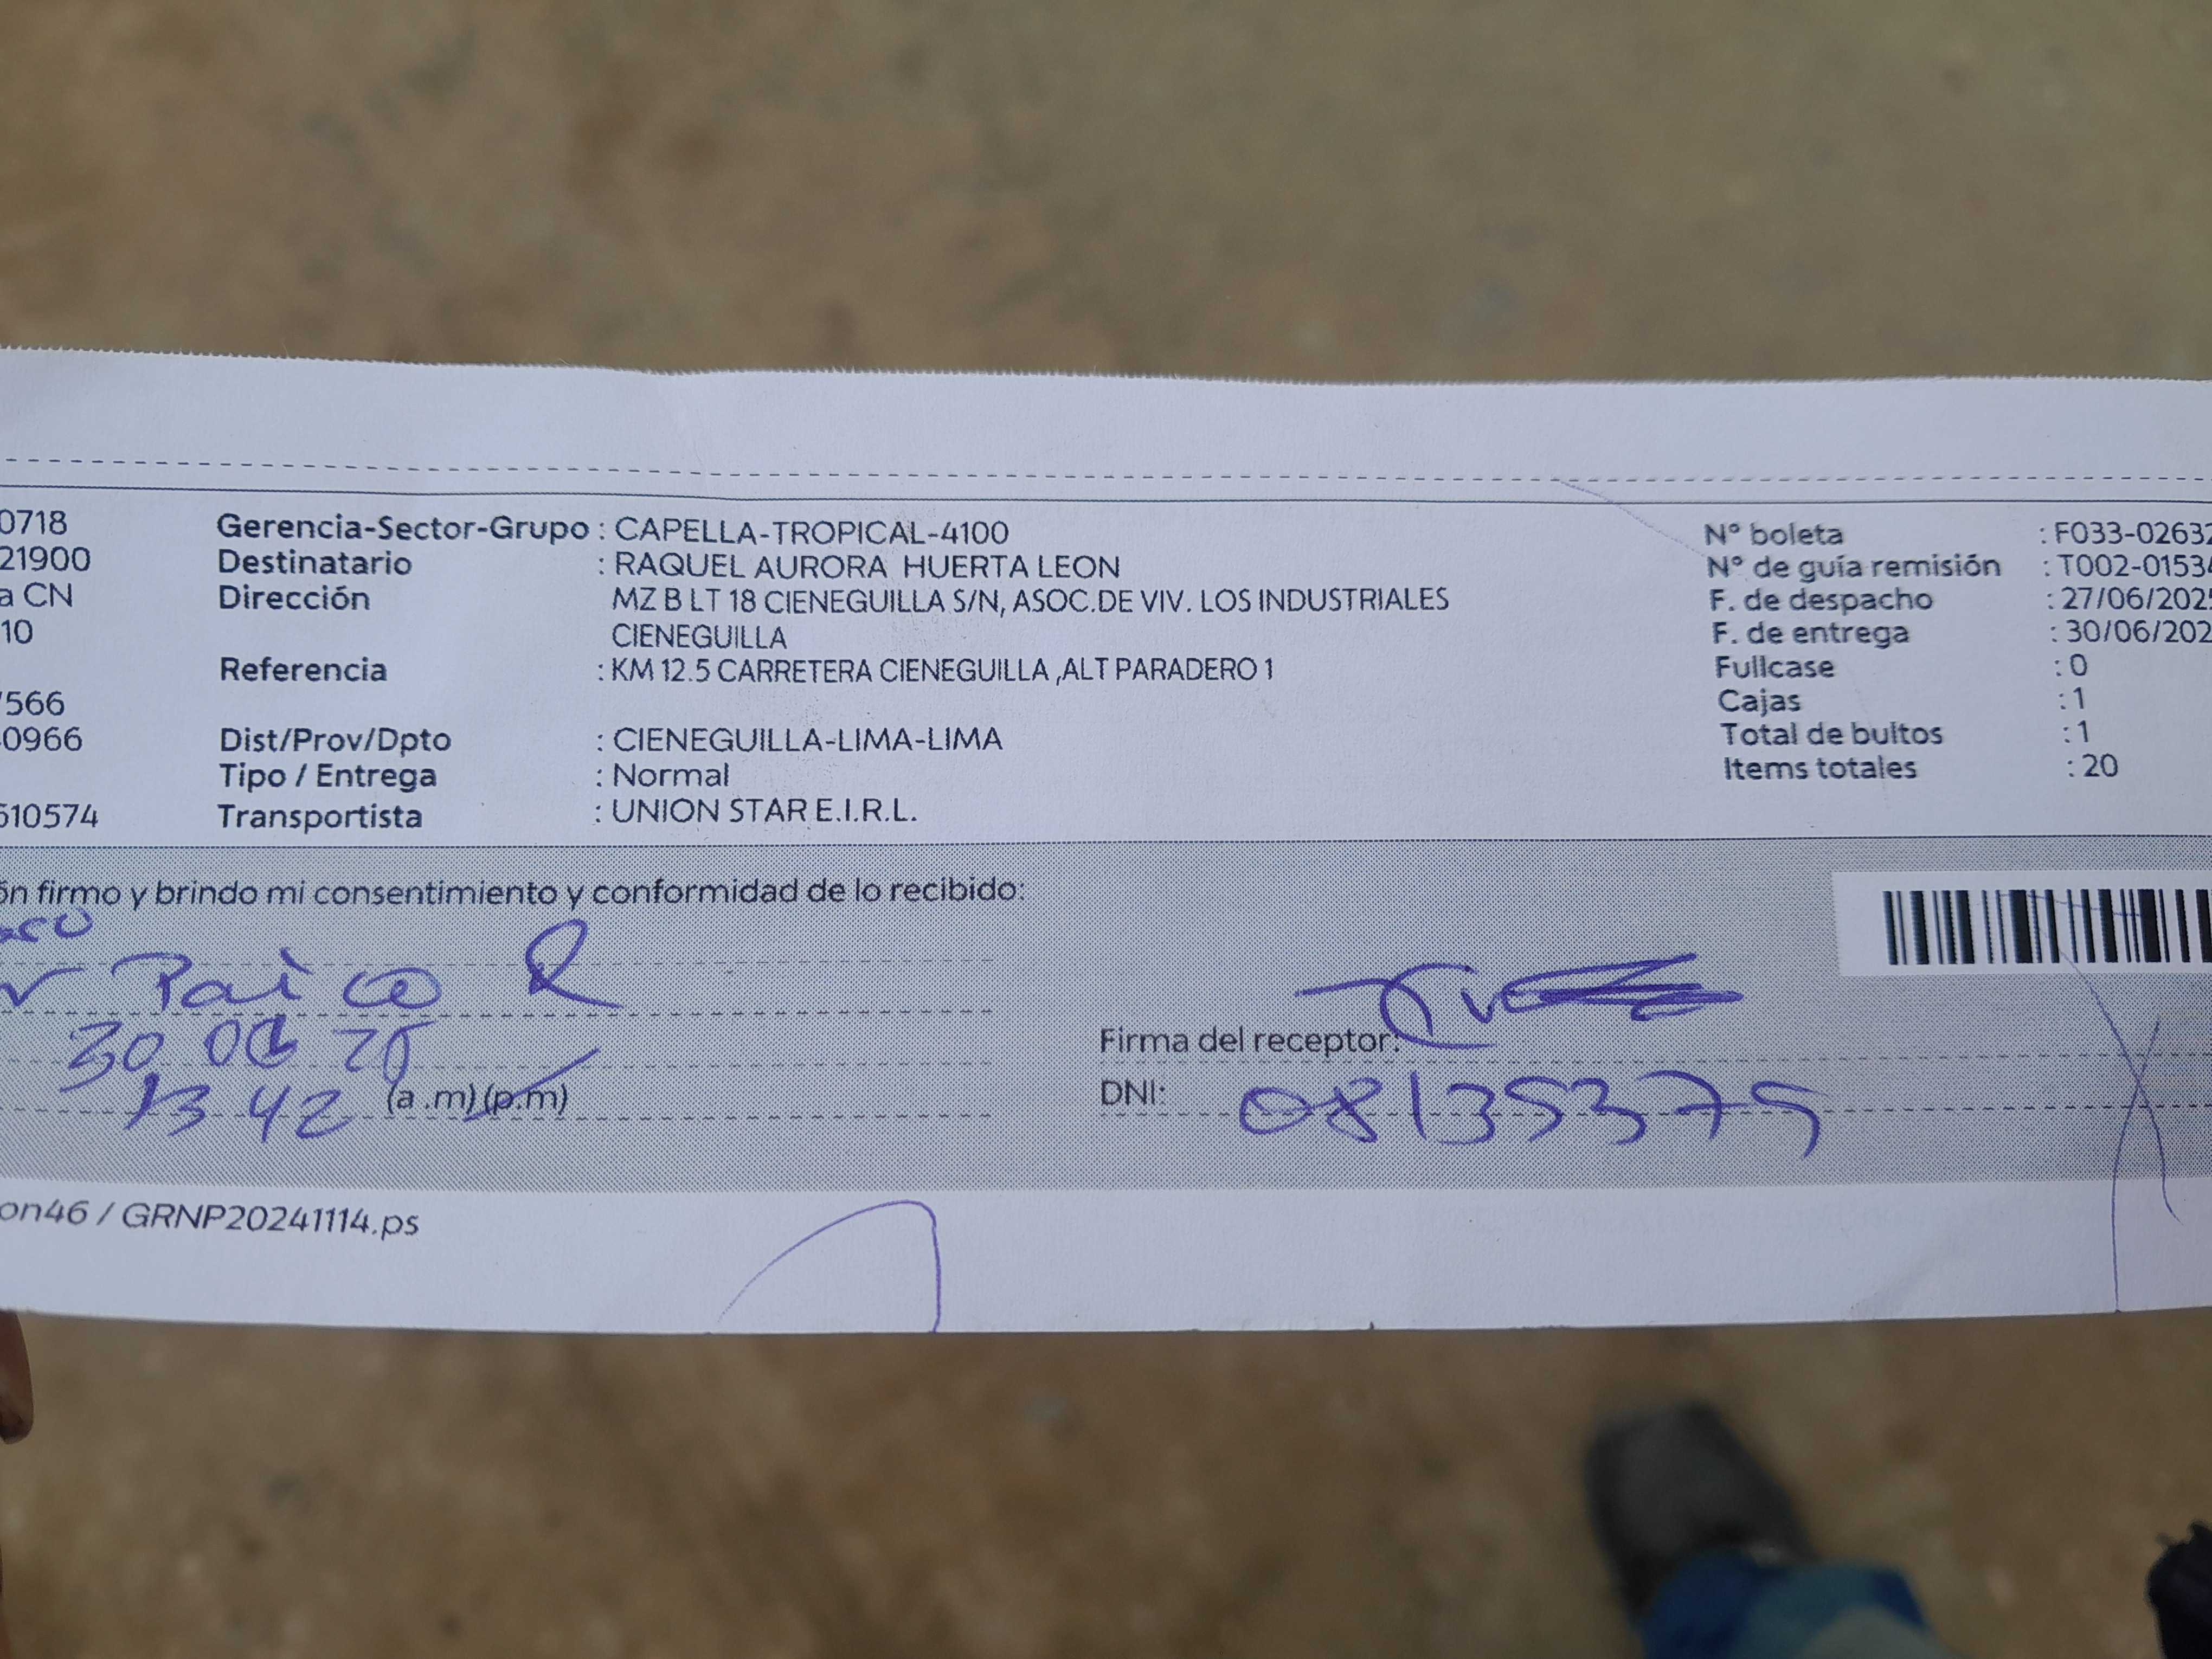 0718 Gerencia-Sector-Grupo : CAPELLA-TROPICAL-4100 N° boleta : F033-02632
21900 Destinatario : RAQUEL AURORA HUERTA LEON N° de guía remisión : T002-01534
a CN Dirección : MZ B LT 18 CIENEGUILLA S/N, ASOC.DE VIV. LOS INDUSTRIALES F. de despacho : 27/06/2025
10 CIENEGUILLA F. de entrega : 30/06/202
Referencia : KM 12.5 CARRETERA CIENEGUILLA ,ALT PARADERO 1 Fullcase : 0
7566 Cajas : 1
0966 Dist/Prov/Dpto : CIENEGUILLA-LIMA-LIMA Total de bultos : 1
Tipo / Entrega : Normal Items totales : 20
510574 Transportista : UNION STAR E.I.R.L.
ón firmo y brindo mi consentimiento y conformidad de lo recibido:
Paico R
30 06 25 Firma del receptor:
13 42 (a .m) (p.m) DNI: 08135375
on46 / GRNP20241114.ps